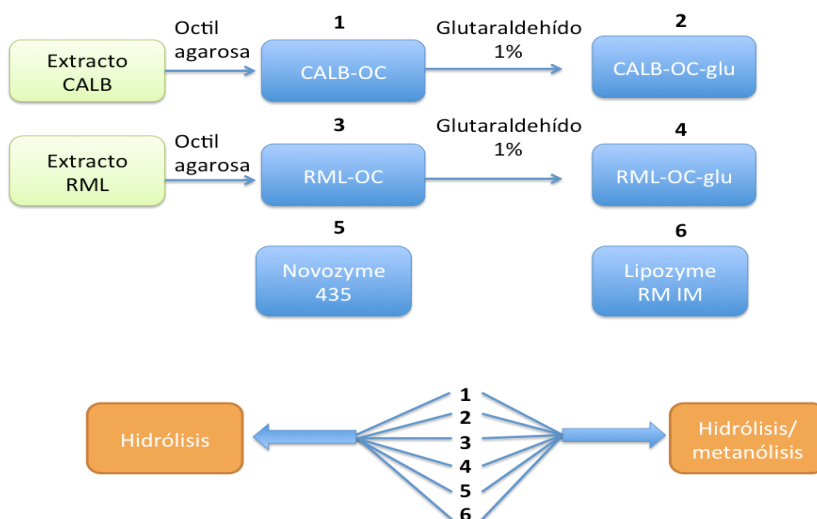 Octil
agarosa
1
Glutaraldehído
1%
2
Extracto
CALB
CALB-OC
CALB-OC-glu
Octil
agarosa
3
Glutaraldehído
1%
4
Extracto
RML
RML-OC
RML-OC-glu
5
6
Novozyme
435
Lipozyme
RM IM
Hidrólisis
1
2
3
4
5
6
Hidrólisis/
metanólisis